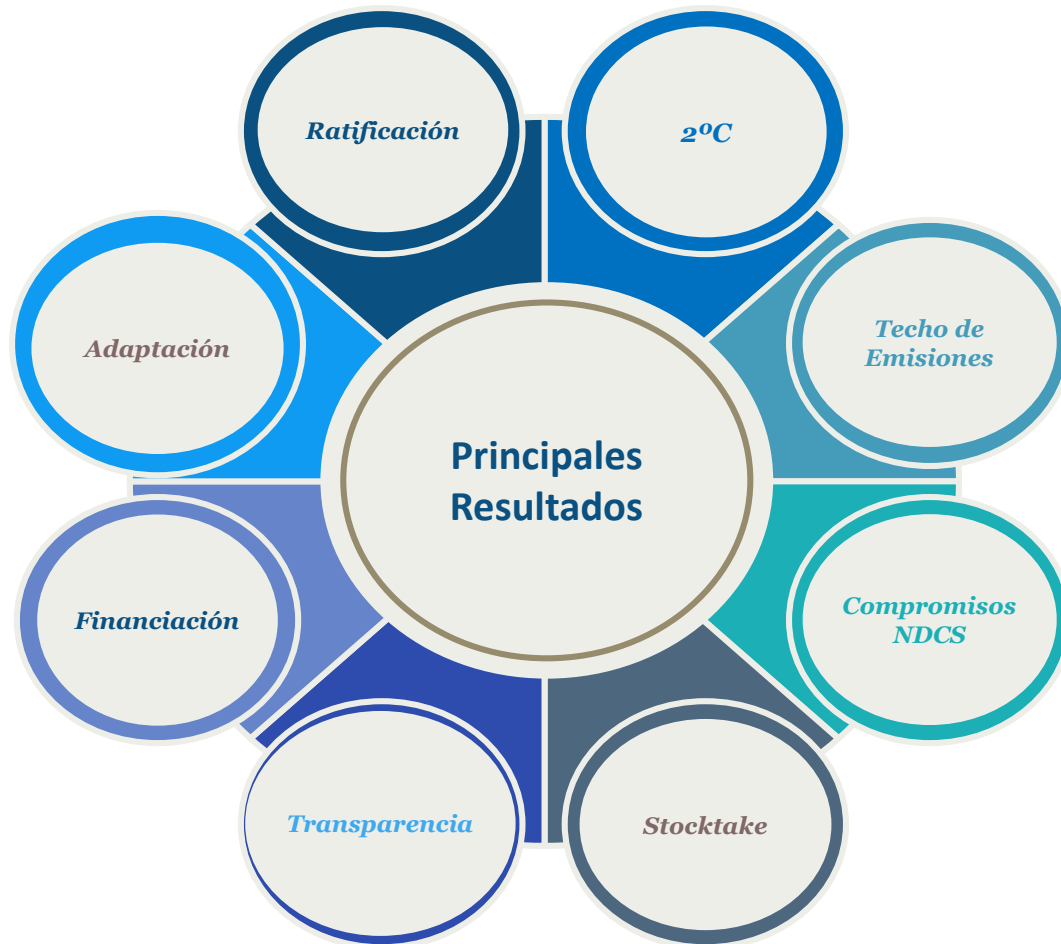 Ratificación
2ºC
Adaptación
Techo de
Emisiones
Principales
Resultados
Financiación
Compromisos
NDCS
Transparencia
Stocktake